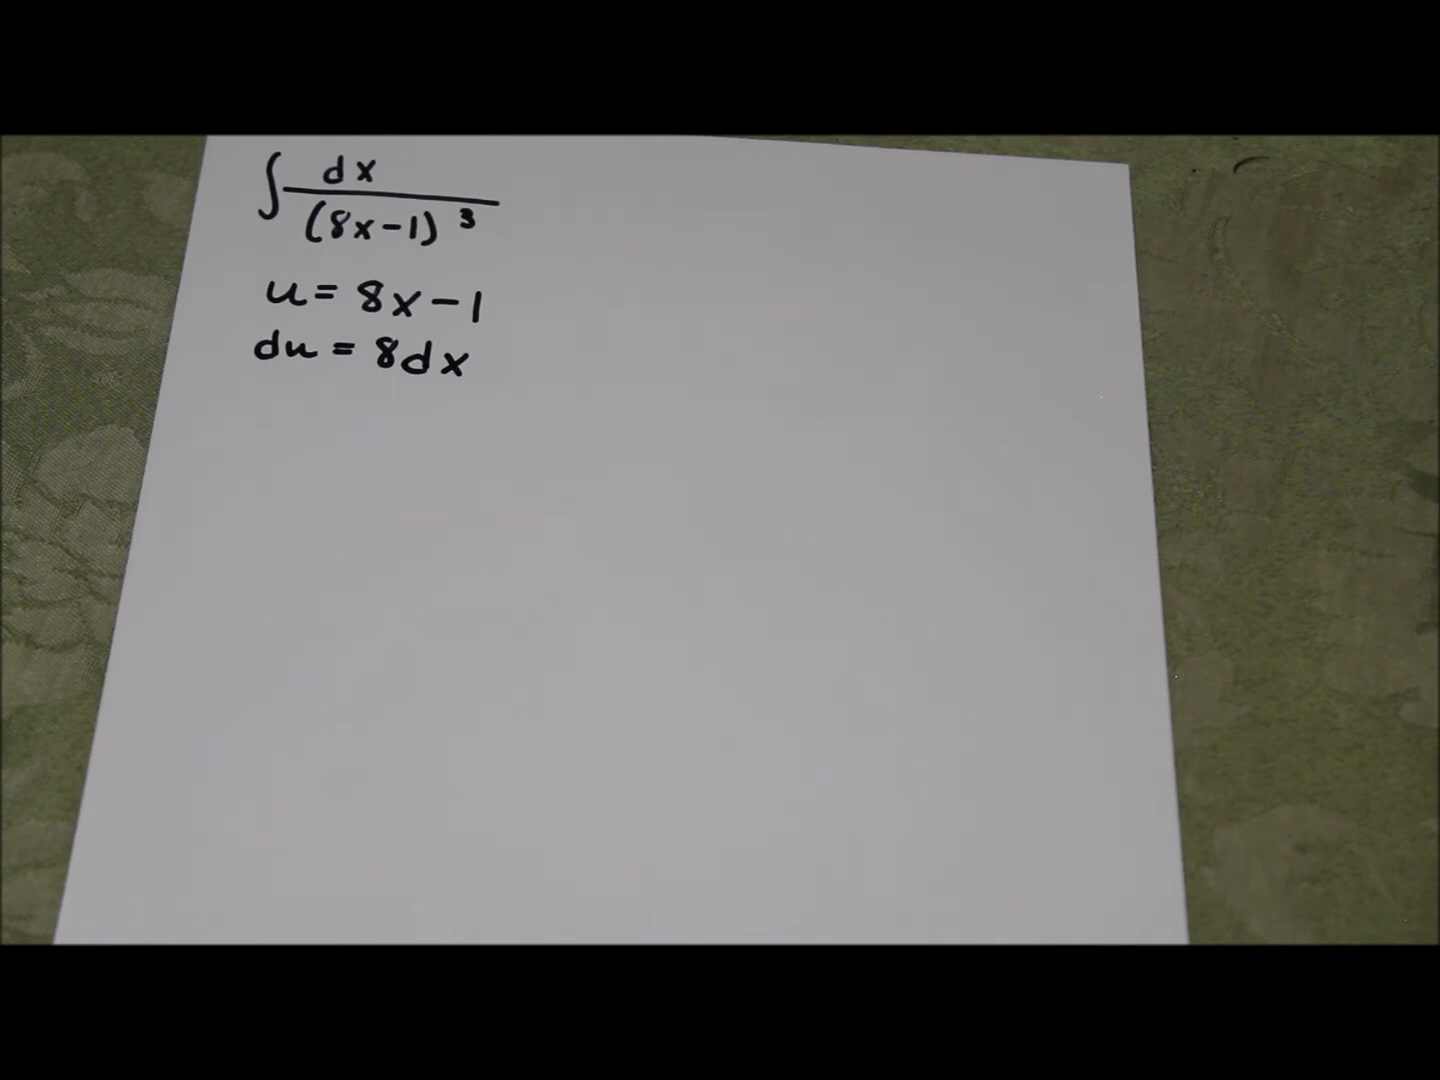 ∫ dx / (8x-1)³
u = 8x - 1
du = 8dx